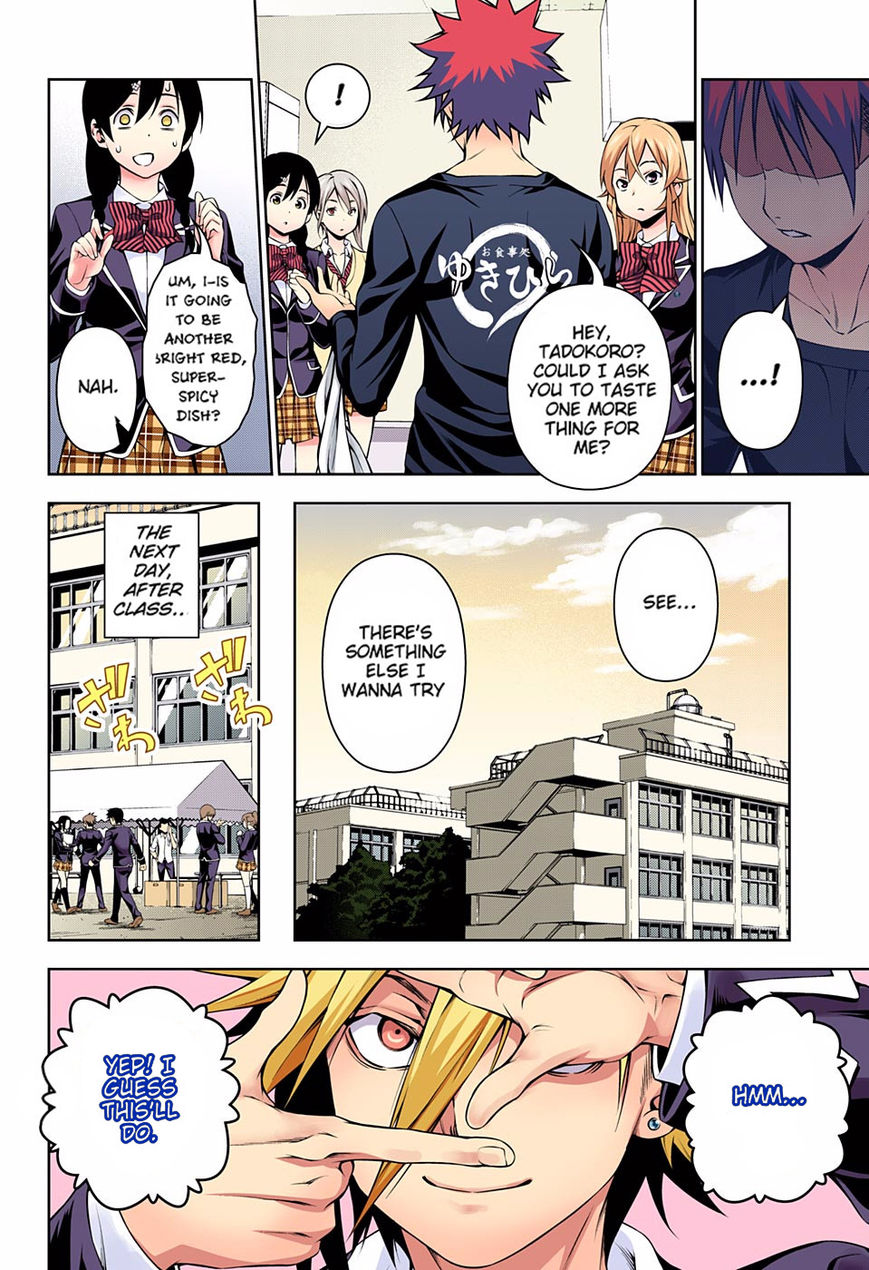 ...!
!
お食事処
ゆきひら
HEY,
TADOKORO?
COULD I ASK
YOU TO TASTE
ONE MORE
THING FOR
ME?
UM, I-IS
IT GOING
TO BE
ANOTHER
BRIGHT RED,
SUPER-
SPICY
DISH?
NAH.
SEE...
THERE'S
SOMETHING
ELSE I
WANNA TRY
THE
NEXT
DAY,
AFTER
CLASS...
ざわ
ざわ
HMM...
YEP! I
GUESS
THIS'LL
DO.